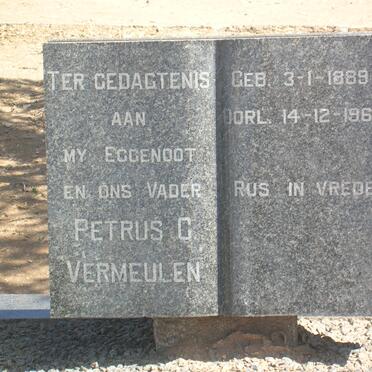 TER GEDAGTENIS
AAN
MY EGGENOOT
EN ONS VADER
PETRUS C.
VERMEULEN
GEB. 3-1-1889
OORL. 14-12-196
RUS IN VREDE